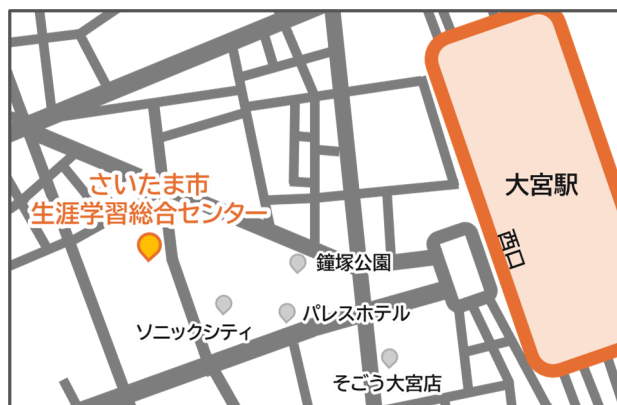 さいたま市
生涯学習総合センター
大宮駅
西口
鐘塚公園
ソニックシティ
パレスホテル
そごう大宮店